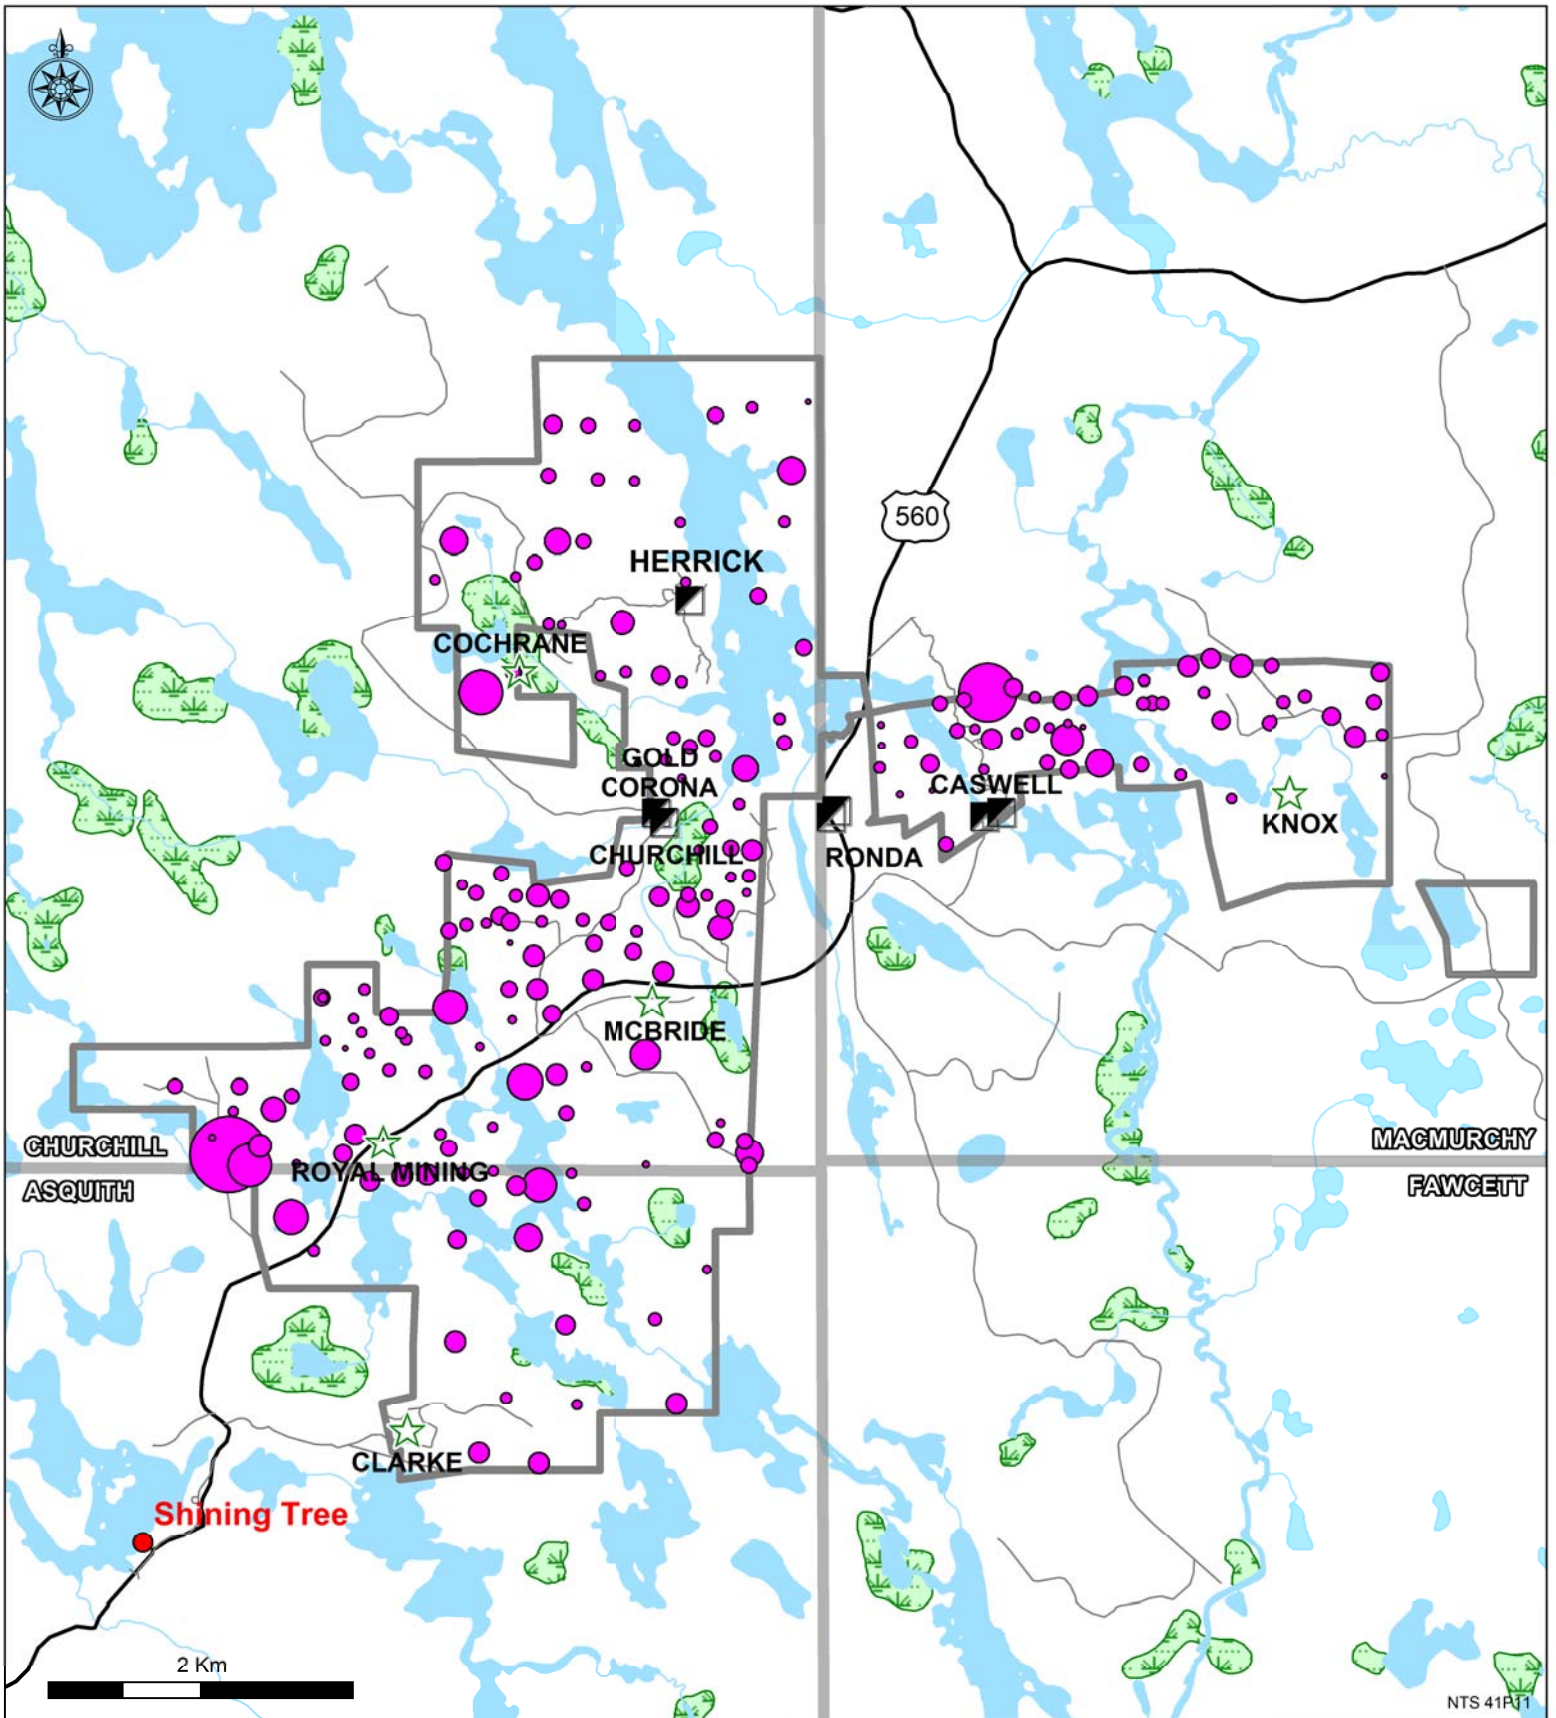 560
HERRICK
COCHRANE
GOLD
CORONA
CASWELL
KNOX
CHURCHILL
RONDA
MCBRIDE
CHURCHILL
MACMURCHY
ROYAL MINING
ASQUITH
FAWCETT
CLARKE
Shining Tree
2 Km
NTS 41P11